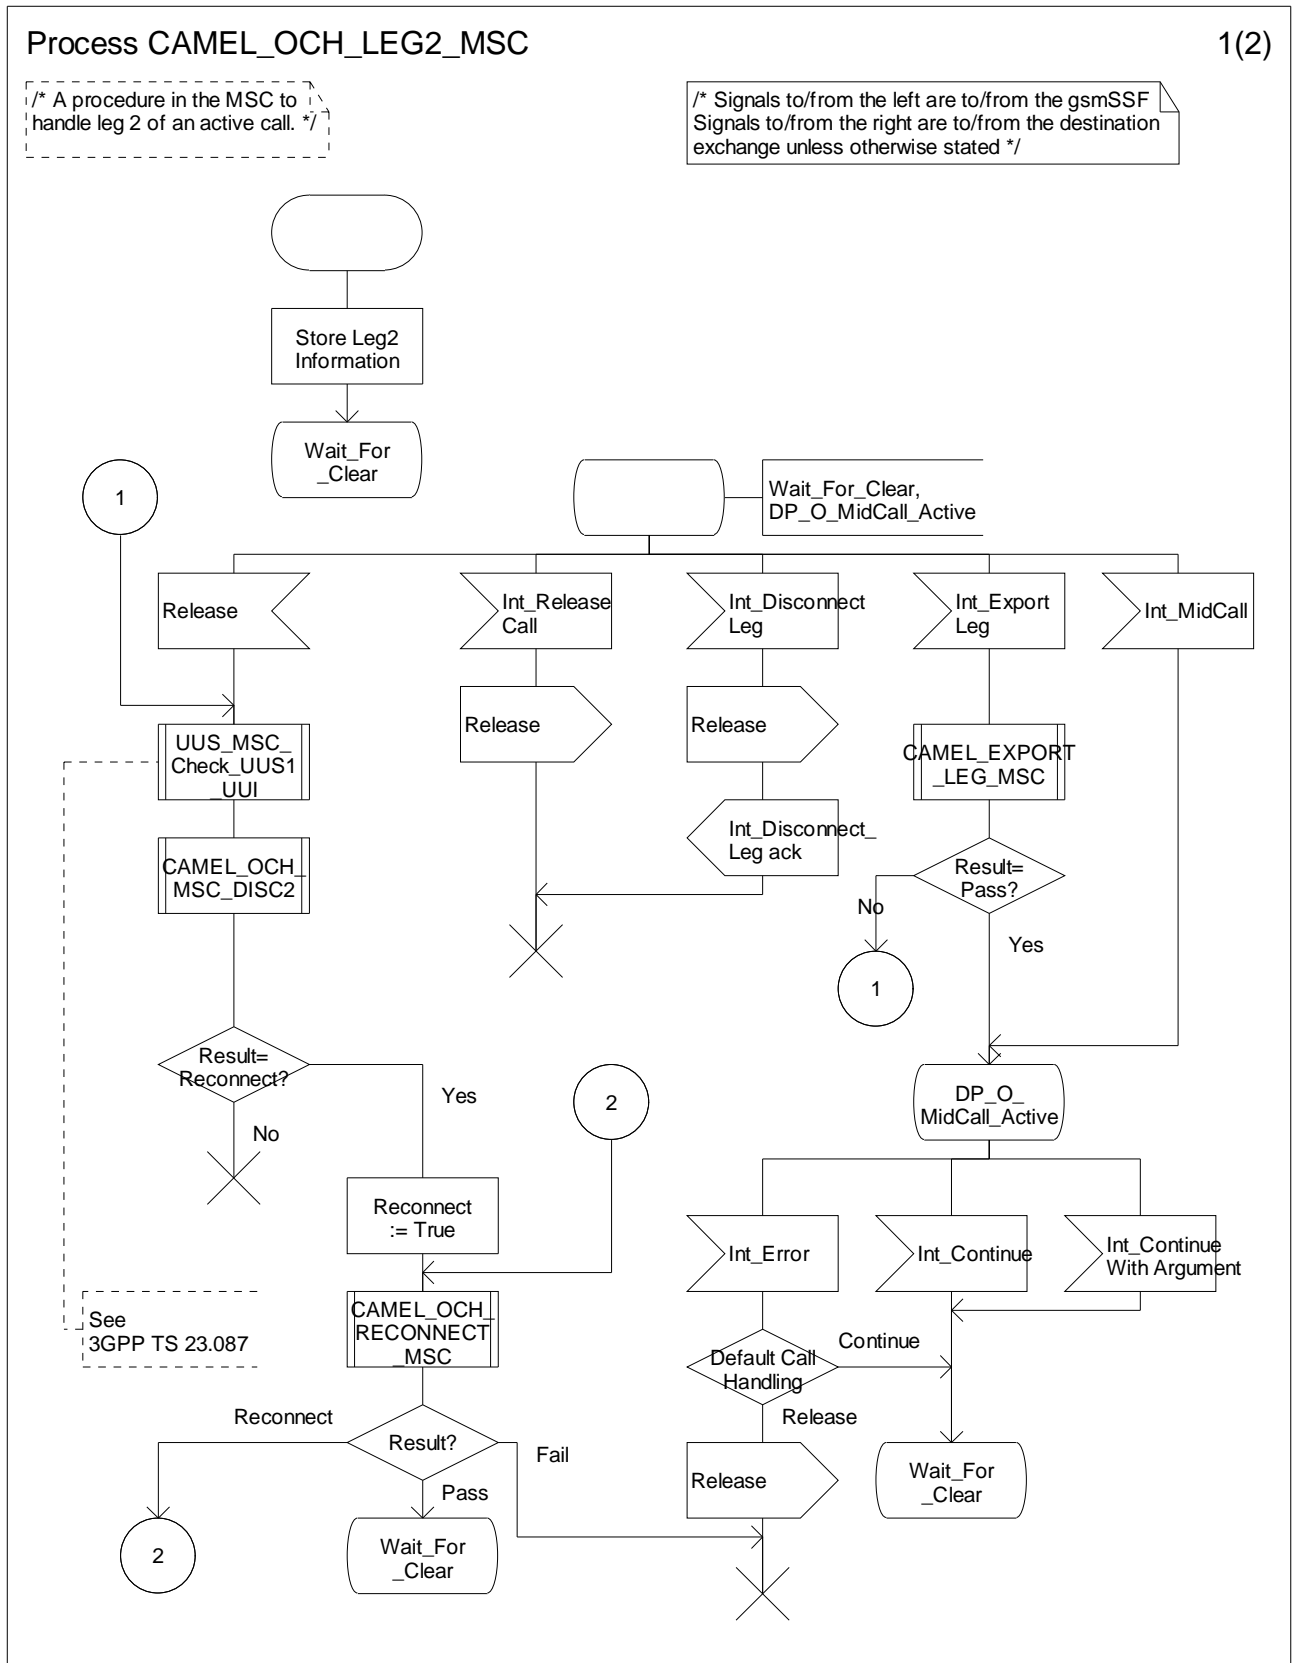 Process CAMEL_OCH_LEG2_MSC
1(2)
/* A procedure in the MSC to
handle leg 2 of an active call. */
/* Signals to/from the left are to/from the gsmSSF
Signals to/from the right are to/from the destination
exchange unless otherwise stated */
Store Leg2
Information
Wait_For
_Clear
1
Wait_For_Clear,
DP_O_MidCall_Active
Release
Int_Release
Call
Int_Disconnect
Leg
Int_Export
Leg
Int_MidCall
Release
Release
UUS_MSC_
Check_UUS1
_UUI
CAMEL_EXPORT
_LEG_MSC
Int_Disconnect_
Leg ack
CAMEL_OCH_
MSC_DISC2
Result=
Pass?
No
Yes
1
Result=
Reconnect?
Yes
No
2
DP_O_
MidCall_Active
Reconnect
:= True
Int_Error
Int_Continue
Int_Continue
With Argument
See
3GPP TS 23.087
CAMEL_OCH_
RECONNECT
_MSC
Default Call
Handling
Continue
Release
Reconnect
Result?
Fail
Pass
Release
Wait_For
_Clear
2
Wait_For
_Clear